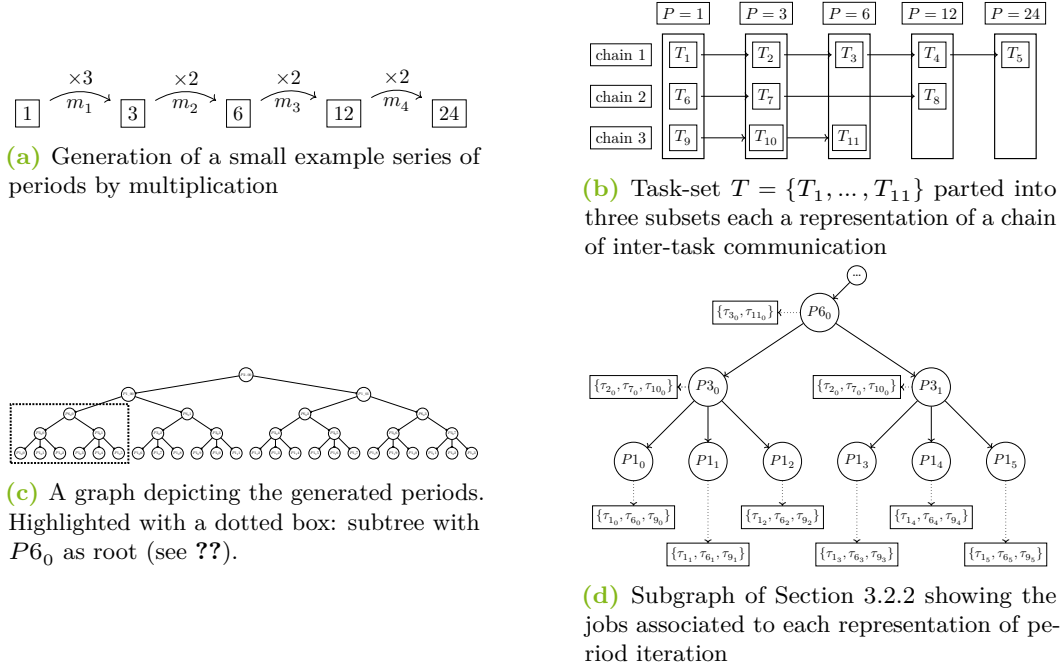 ×3 ×2 ×2 ×2
m₁ m₂ m₃ m₄
1 3 6 12 24
(a) Generation of a small example series of
periods by multiplication
P = 1 P = 3 P = 6 P = 12 P = 24
chain 1 T₁ T₂ T₃ T₄ T₅
chain 2 T₆ T₇ T₈
chain 3 T₉ T₁₀ T₁₁
(b) Task-set T = {T₁, ... , T₁₁} parted into
three subsets each a representation of a chain
of inter-task communication
(c) A graph depicting the generated periods.
Highlighted with a dotted box: subtree with
P6₀ as root (see ??).
...
{τ₃₀, τ₁₁₀} P6₀
{τ₂₀, τ₇₀, τ₁₀₀} P3₀ {τ₂₀, τ₇₀, τ₁₀₀} P3₁
P1₀ P1₁ P1₂ P1₃ P1₄ P1₅
{τ₁₀, τ₆₀, τ₉₀} {τ₁₂, τ₆₂, τ₉₂} {τ₁₄, τ₆₄, τ₉₄}
{τ₁₁, τ₆₁, τ₉₁} {τ₁₃, τ₆₃, τ₉₃} {τ₁₅, τ₆₅, τ₉₅}
(d) Subgraph of Section 3.2.2 showing the
jobs associated to each representation of pe-
riod iteration